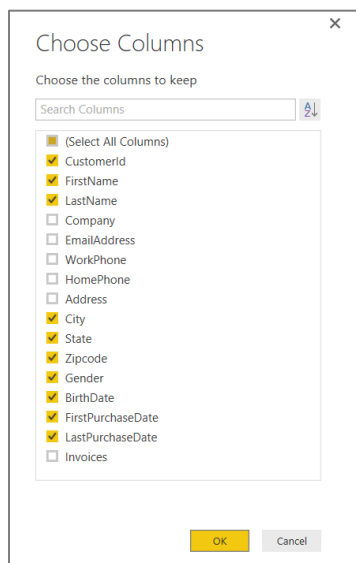 Choose Columns
Choose the columns to keep
Search Columns
(Select All Columns)
CustomerId
FirstName
LastName
Company
EmailAddress
WorkPhone
HomePhone
Address
City
State
Zipcode
Gender
BirthDate
FirstPurchaseDate
LastPurchaseDate
Invoices
OK Cancel